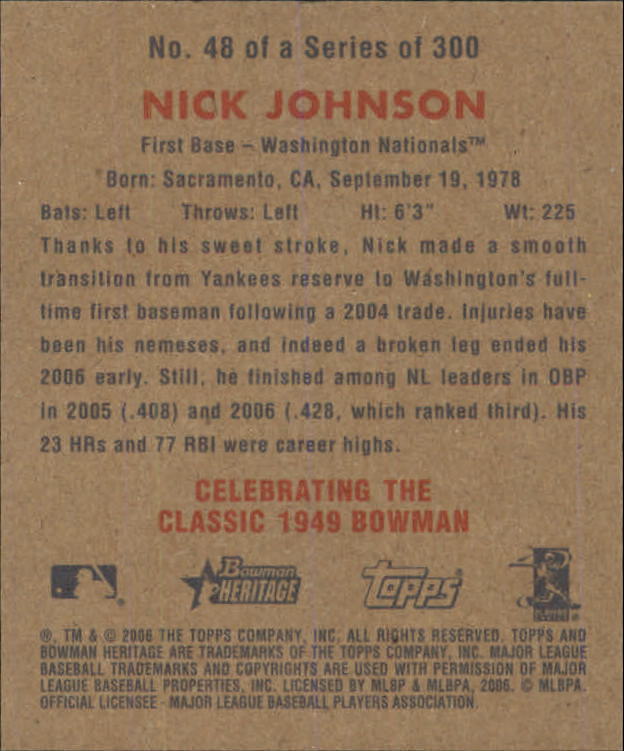 No. 48 of a Series of 300
NICK JOHNSON
First Base – Washington Nationals™
Born: Sacramento, CA, September 19, 1978
Bats: Left Throws: Left Ht: 6'3" Wt: 225
Thanks to his sweet stroke, Nick made a smooth
transition from Yankees reserve to Washington's full-
time first baseman following a 2004 trade. Injuries have
been his nemeses, and indeed a broken leg ended his
2006 early. Still, he finished among NL leaders in OBP
in 2005 (.408) and 2006 (.428, which ranked third). His
23 HRs and 77 RBI were career highs.
CELEBRATING THE
CLASSIC 1949 BOWMAN
Bowman
HERITAGE
Topps®
®, TM & © 2006 THE TOPPS COMPANY, INC. ALL RIGHTS RESERVED. TOPPS AND
BOWMAN HERITAGE ARE TRADEMARKS OF THE TOPPS COMPANY, INC. MAJOR LEAGUE
BASEBALL TRADEMARKS AND COPYRIGHTS ARE USED WITH PERMISSION OF MAJOR
LEAGUE BASEBALL PROPERTIES, INC. LICENSED BY MLBP & MLBPA, 2006. © MLBPA.
OFFICIAL LICENSEE - MAJOR LEAGUE BASEBALL PLAYERS ASSOCIATION.